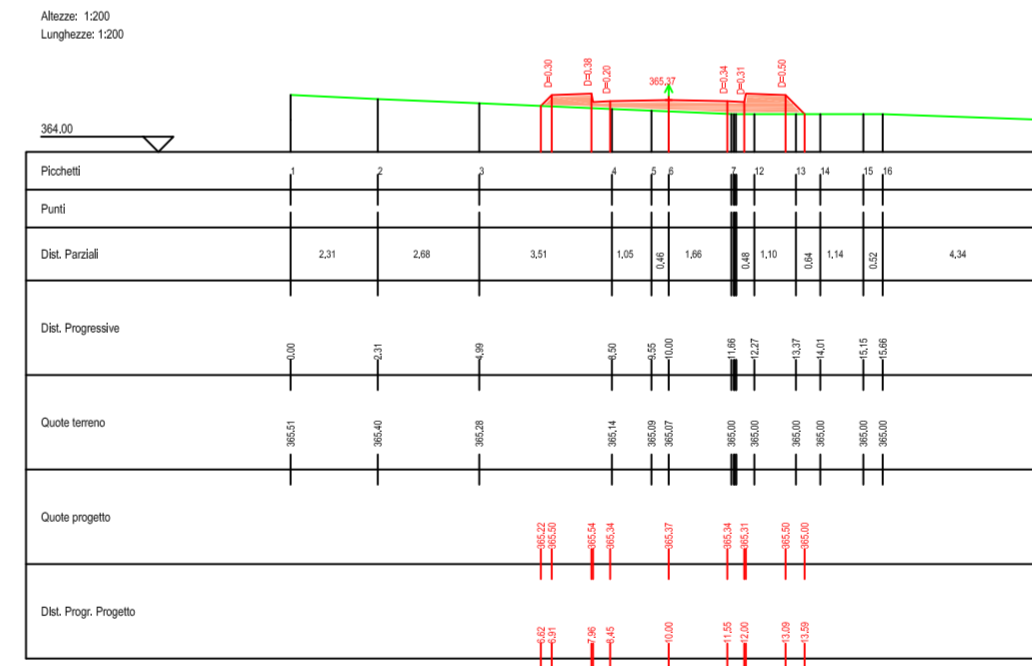 Altezze: 1:200
Lunghezze: 1:200
D=0.30 D=0.38 D=0.20 365.37 D=0.34 D=0.31 D=0.50
364.00
Picchetti 1 2 3 4 5 6 7 12 13 14 15 16
Punti
Dist. Parziali 2,31 2,68 3,51 1,05 0,46 1,66 0,48 1,10 0,64 1,14 0,52 4,34
Dist. Progressive 0,00 2,31 4,99 8,50 9,55 10,00 11,66 12,27 13,37 14,01 15,15 15,66
Quote terreno 365,51 365,40 365,28 365,14 365,09 365,07 365,00 365,00 365,00 365,00 365,00 365,00
Quote progetto 365.22 365.50 365.54 365.34 365.37 365.34 365.31 365.50 365.00
DIst. Progr. Progetto 6.62 6.91 7.96 8.45 10.00 11.55 12.00 13.09 13.59